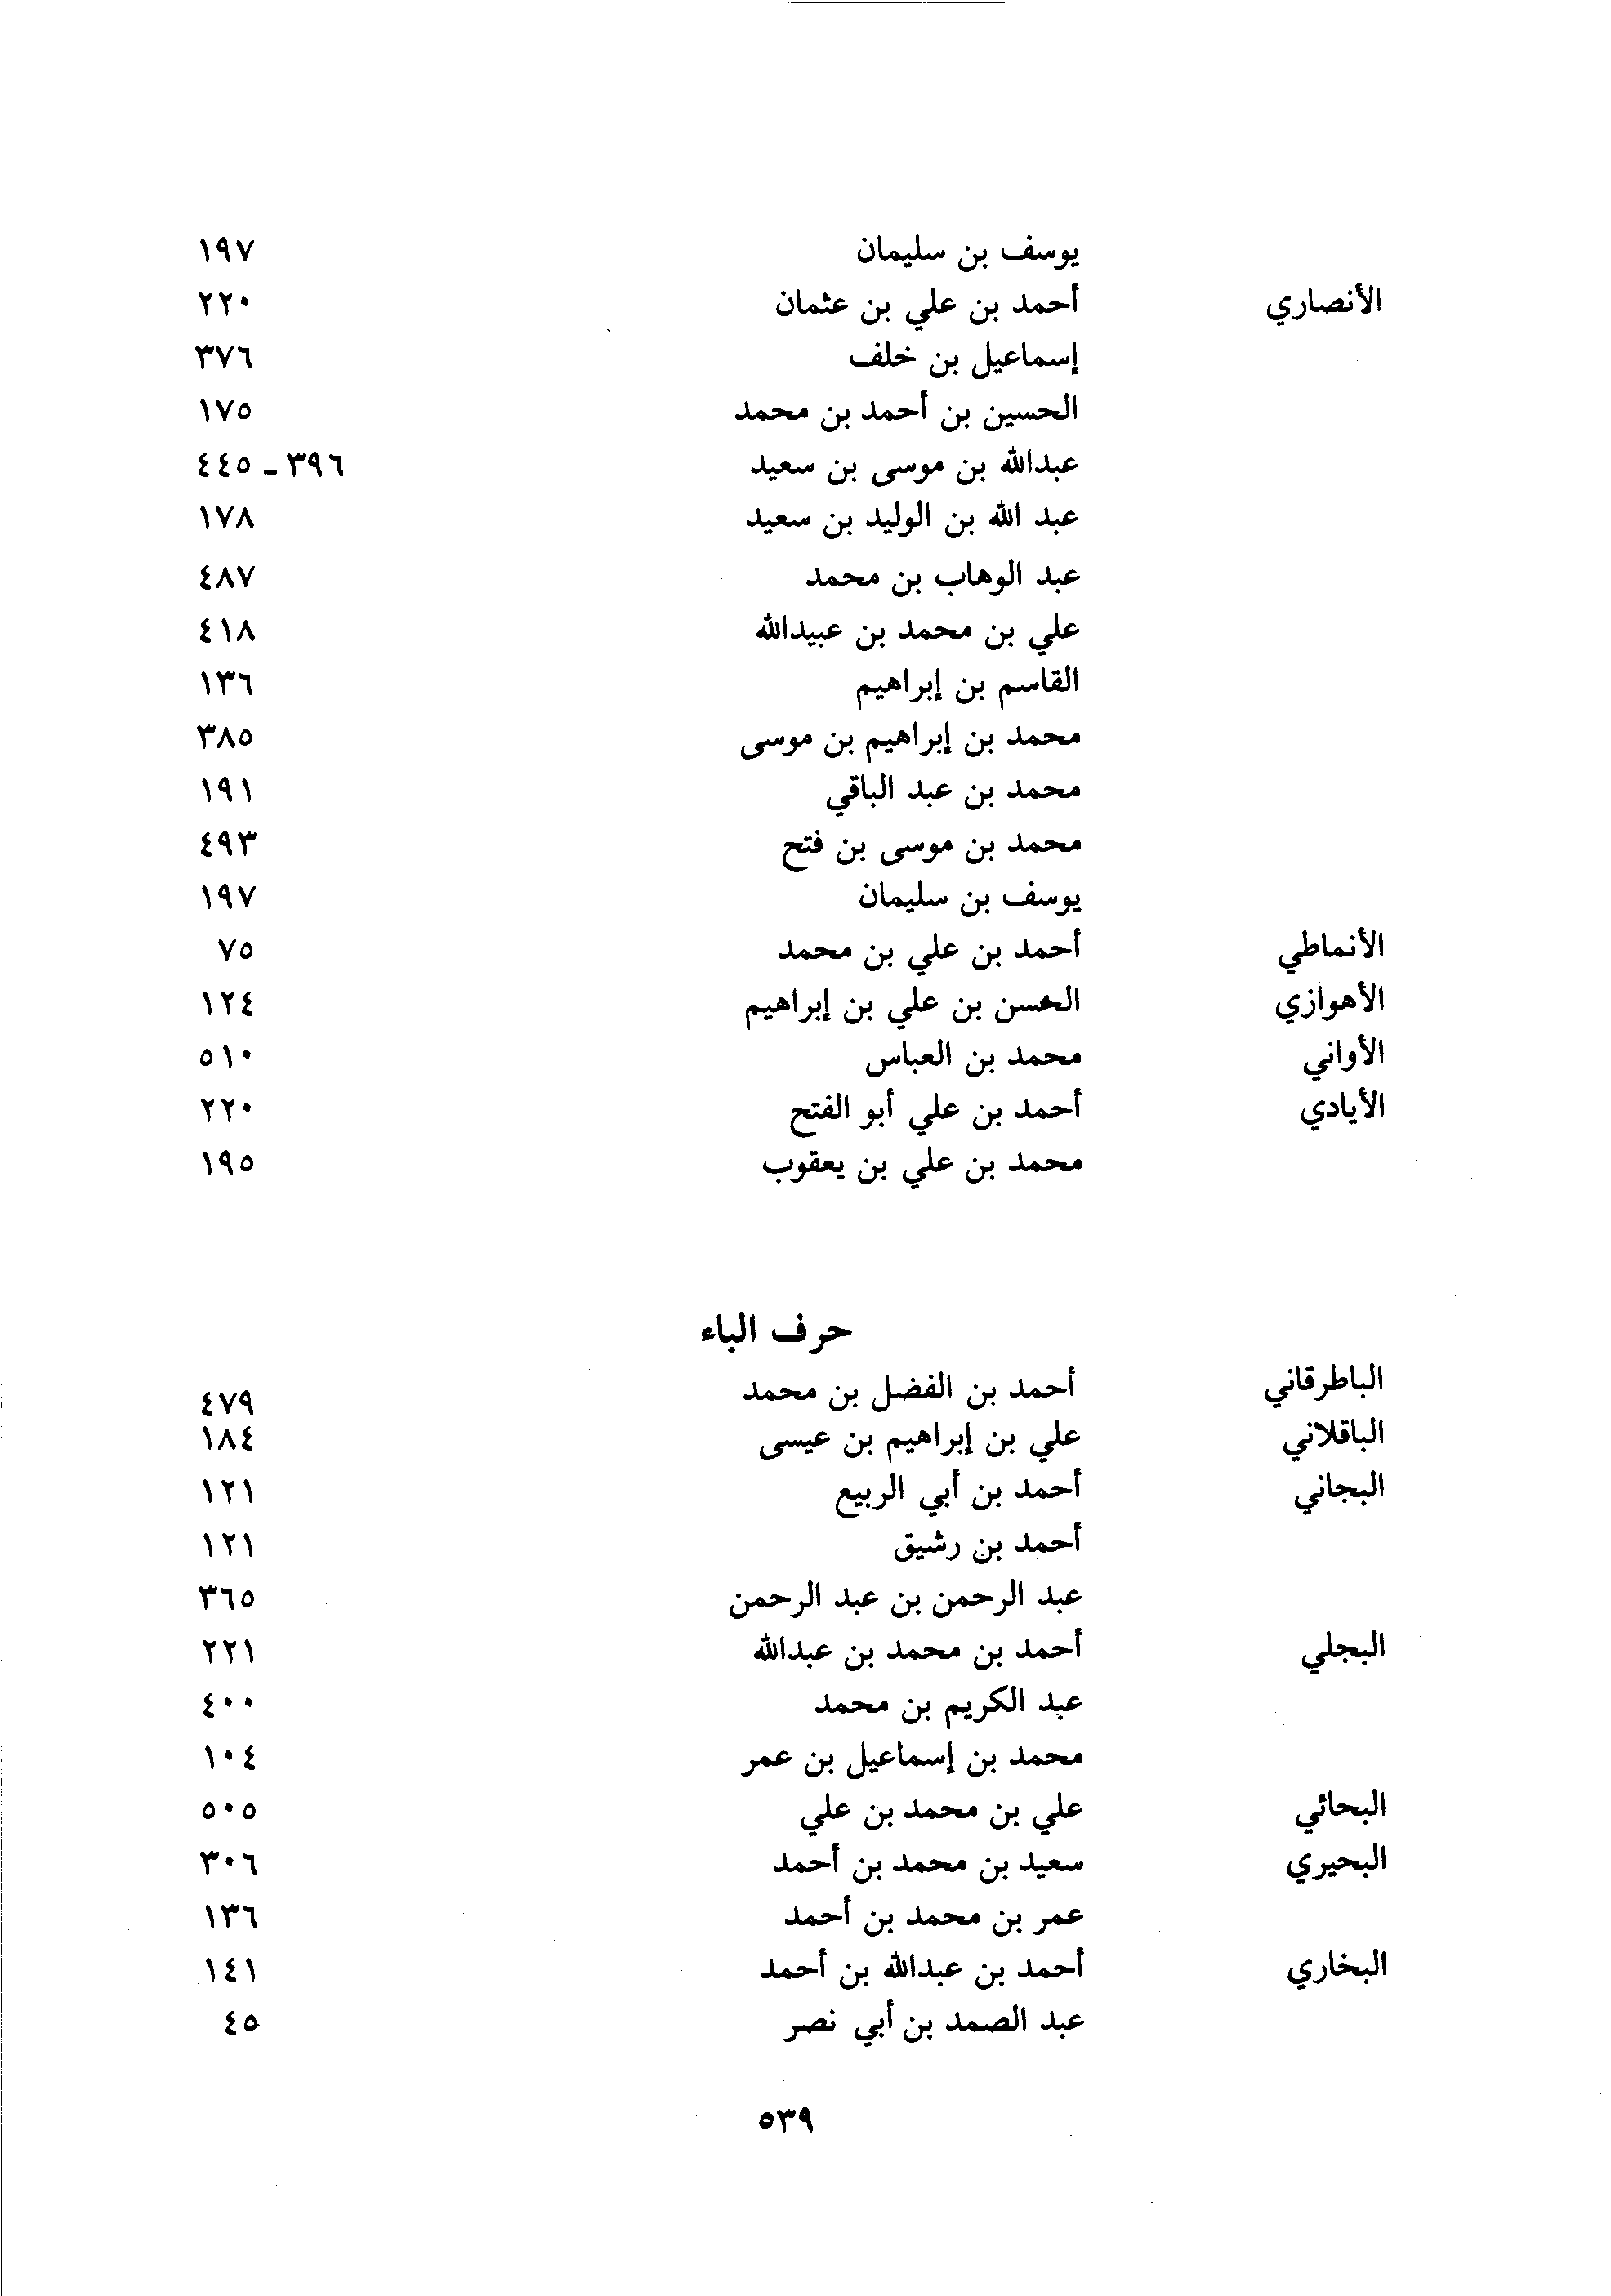 يوسف بن سليمان ١٩٧
الأنصاري أحمد بن علي بن عثمان ٢٢٠
إسماعيل بن خلف ٣٧٦
الحسين بن أحمد بن محمد ١٧٥
عبدالله بن موسى بن سعيد ٣٩٦ - ٤٤٥
عبد الله بن الوليد بن سعيد ١٧٨
عبد الوهاب بن محمد ٤٨٧
علي بن محمد بن عبيدالله ٤١٨
القاسم بن إبراهيم ١٣٦
محمد بن إبراهيم بن موسى ٣٨٥
محمد بن عبد الباقي ١٩١
محمد بن موسى بن فتح ٤٩٣
يوسف بن سليمان ١٩٧
الأنماطي أحمد بن علي بن محمد ٧٥
الأهوازي الحسن بن علي بن إبراهيم ١٢٤
الأواني محمد بن العباس ٥١٠
الأيادي أحمد بن علي أبو الفتح ٢٢٠
محمد بن علي بن يعقوب ١٩٥
حرف الباء
الباطرقاني أحمد بن الفضل بن محمد ٤٧٩
الباقلاني علي بن إبراهيم بن عيسى ١٨٤
البجاني أحمد بن أبي الربيع ١٢١
أحمد بن رشيق ١٢١
عبد الرحمن بن عبد الرحمن ٣٦٥
البجلي أحمد بن محمد بن عبدالله ٢٢١
عبد الكريم بن محمد ٤٠٠
محمد بن إسماعيل بن عمر ١٠٤
البحائي علي بن محمد بن علي ٥٠٥
البحيري سعيد بن محمد بن أحمد ٣٠٦
عمر بن محمد بن أحمد ١٣٦
البخاري أحمد بن عبدالله بن أحمد ١٤١
عبد الصمد بن أبي نصر ٤٥
٥٣٩